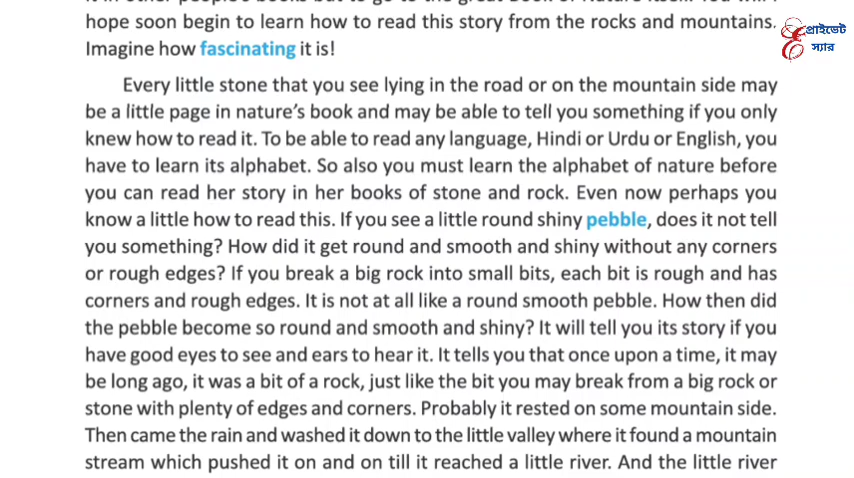 hope soon begin to learn how to read this story from the rocks and mountains.
Imagine how fascinating it is!
প্রাইভেট
স্যার
Every little stone that you see lying in the road or on the mountain side may
be a little page in nature's book and may be able to tell you something if you only
knew how to read it. To be able to read any language, Hindi or Urdu or English, you
have to learn its alphabet. So also you must learn the alphabet of nature before
you can read her story in her books of stone and rock. Even now perhaps you
know a little how to read this. If you see a little round shiny pebble, does it not tell
you something? How did it get round and smooth and shiny without any corners
or rough edges? If you break a big rock into small bits, each bit is rough and has
corners and rough edges. It is not at all like a round smooth pebble. How then did
the pebble become so round and smooth and shiny? It will tell you its story if you
have good eyes to see and ears to hear it. It tells you that once upon a time, it may
be long ago, it was a bit of a rock, just like the bit you may break from a big rock or
stone with plenty of edges and corners. Probably it rested on some mountain side.
Then came the rain and washed it down to the little valley where it found a mountain
stream which pushed it on and on till it reached a little river. And the little river